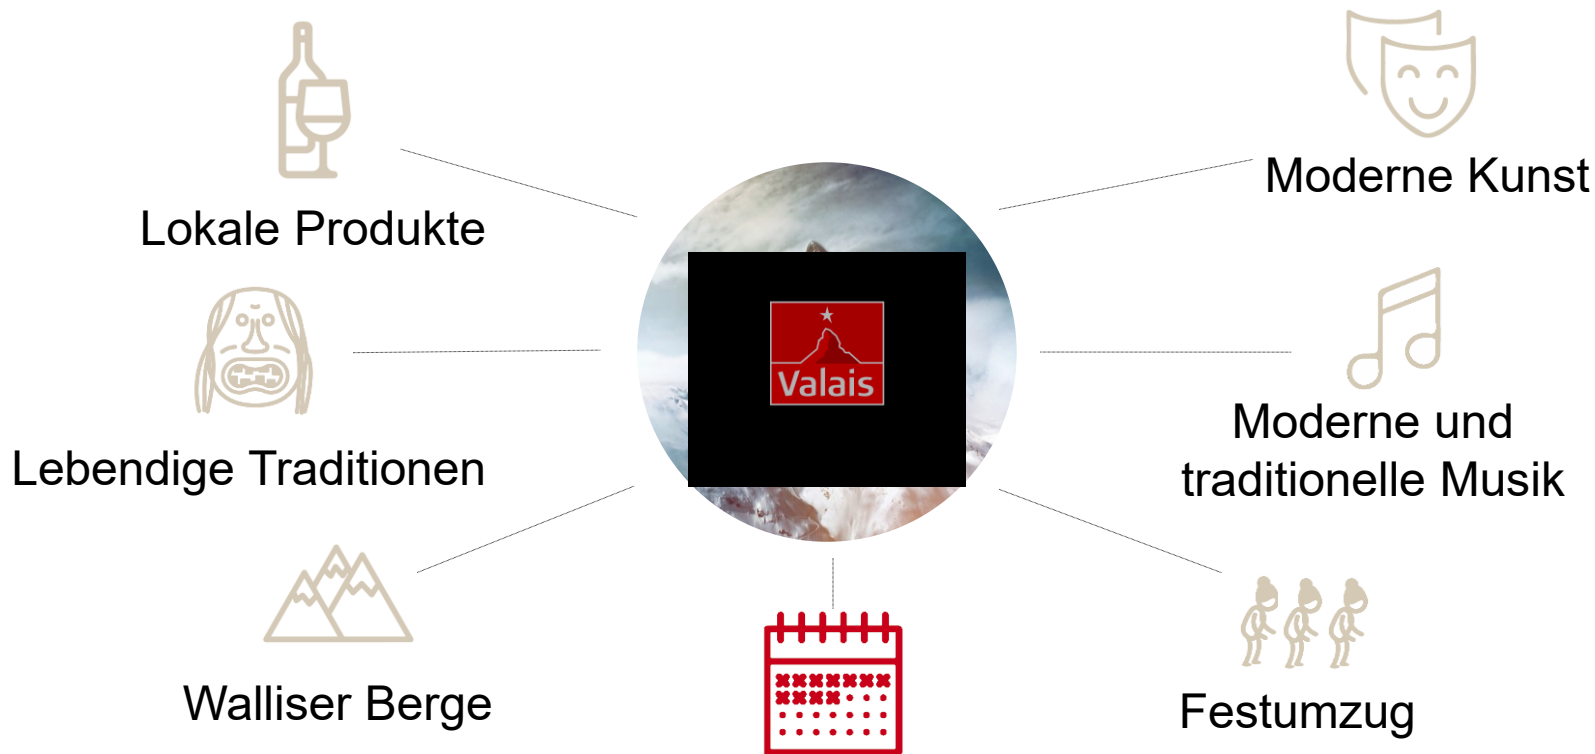 Lokale Produkte
Lebendige Traditionen
Walliser Berge
Valais
Moderne Kunst
Moderne und
traditionelle Musik
Festumzug